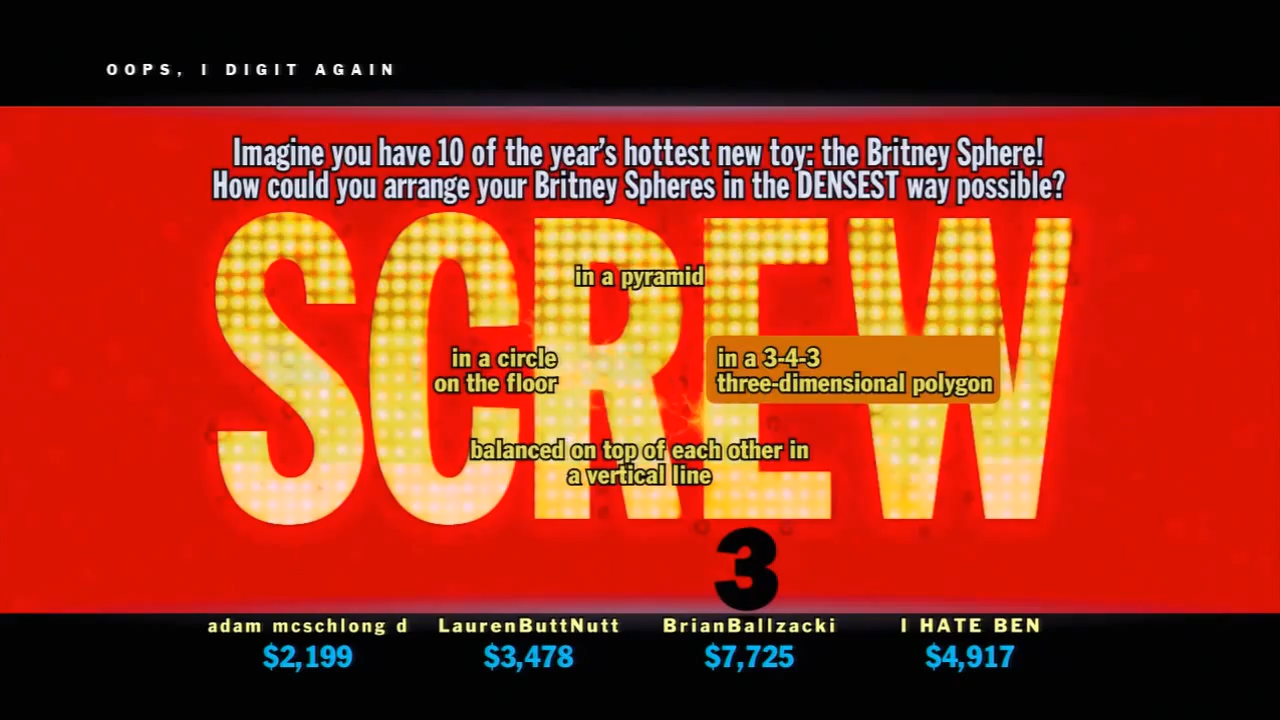 OOPS, I DIGIT AGAIN
Imagine you have 10 of the year's hottest new toy: the Britney Sphere!
How could you arrange your Britney Spheres in the DENSEST way possible?
SCREW
in a pyramid
in a circle
on the floor
in a 3-4-3
three-dimensional polygon
balanced on top of each other in
a vertical line
3
adam mcschlong d
LaurenButtNutt
BrianBallzacki
I HATE BEN
$2,199
$3,478
$7,725
$4,917